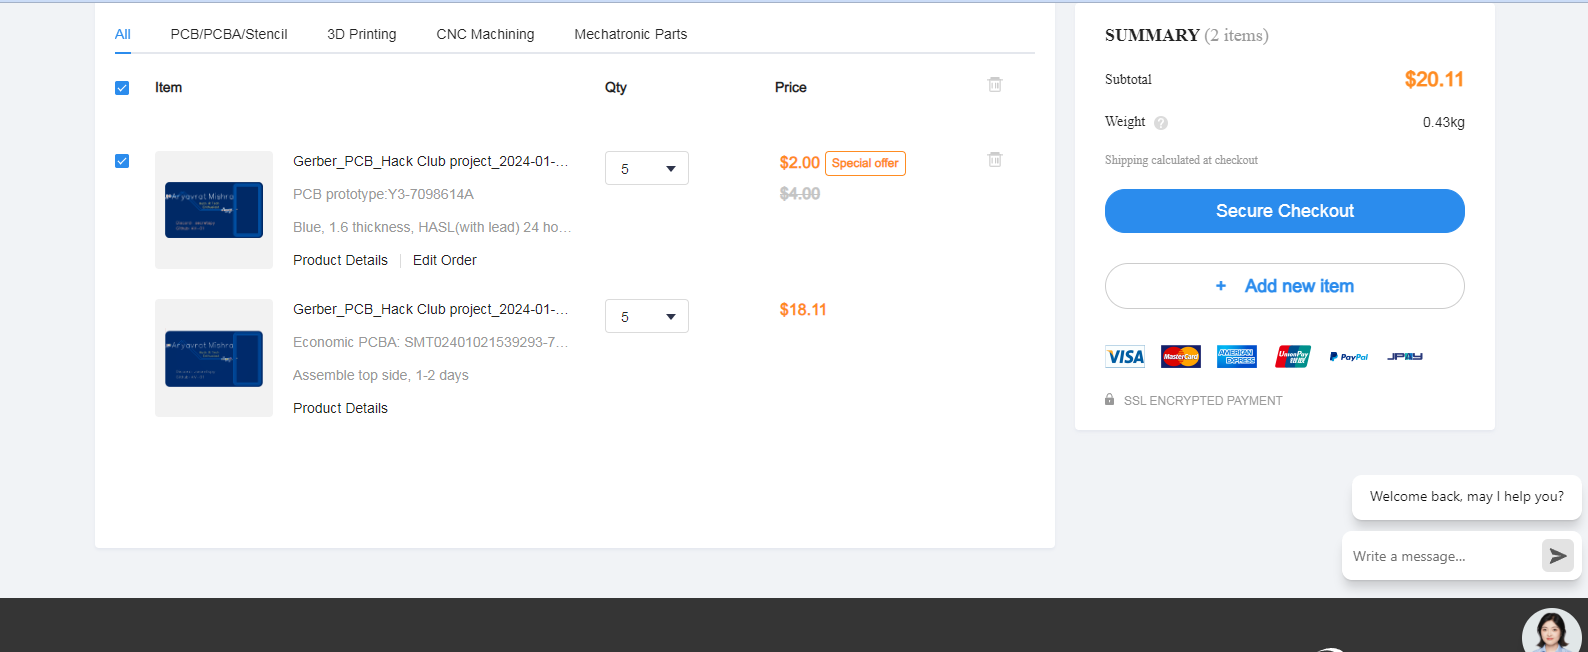 All PCB/PCBA/Stencil 3D Printing CNC Machining Mechatronic Parts
Item Qty Price
Gerber_PCB_Hack Club project_2024-01-...
PCB prototype:Y3-7098614A
Blue, 1.6 thickness, HASL(with lead) 24 ho...
Product Details | Edit Order
5
$2.00 Special offer
$4.00
Aryavrat Mishra
Gerber_PCB_Hack Club project_2024-01-...
Economic PCBA: SMT02401021539293-7...
Assemble top side, 1-2 days
Product Details
5
$18.11
Aryavrat Mishra
SUMMARY (2 items)
Subtotal $20.11
Weight ? 0.43kg
Shipping calculated at checkout
Secure Checkout
+ Add new item
VISA MasterCard AMERICAN EXPRESS UnionPay PayPal JPAY
SSL ENCRYPTED PAYMENT
Welcome back, may I help you?
Write a message...